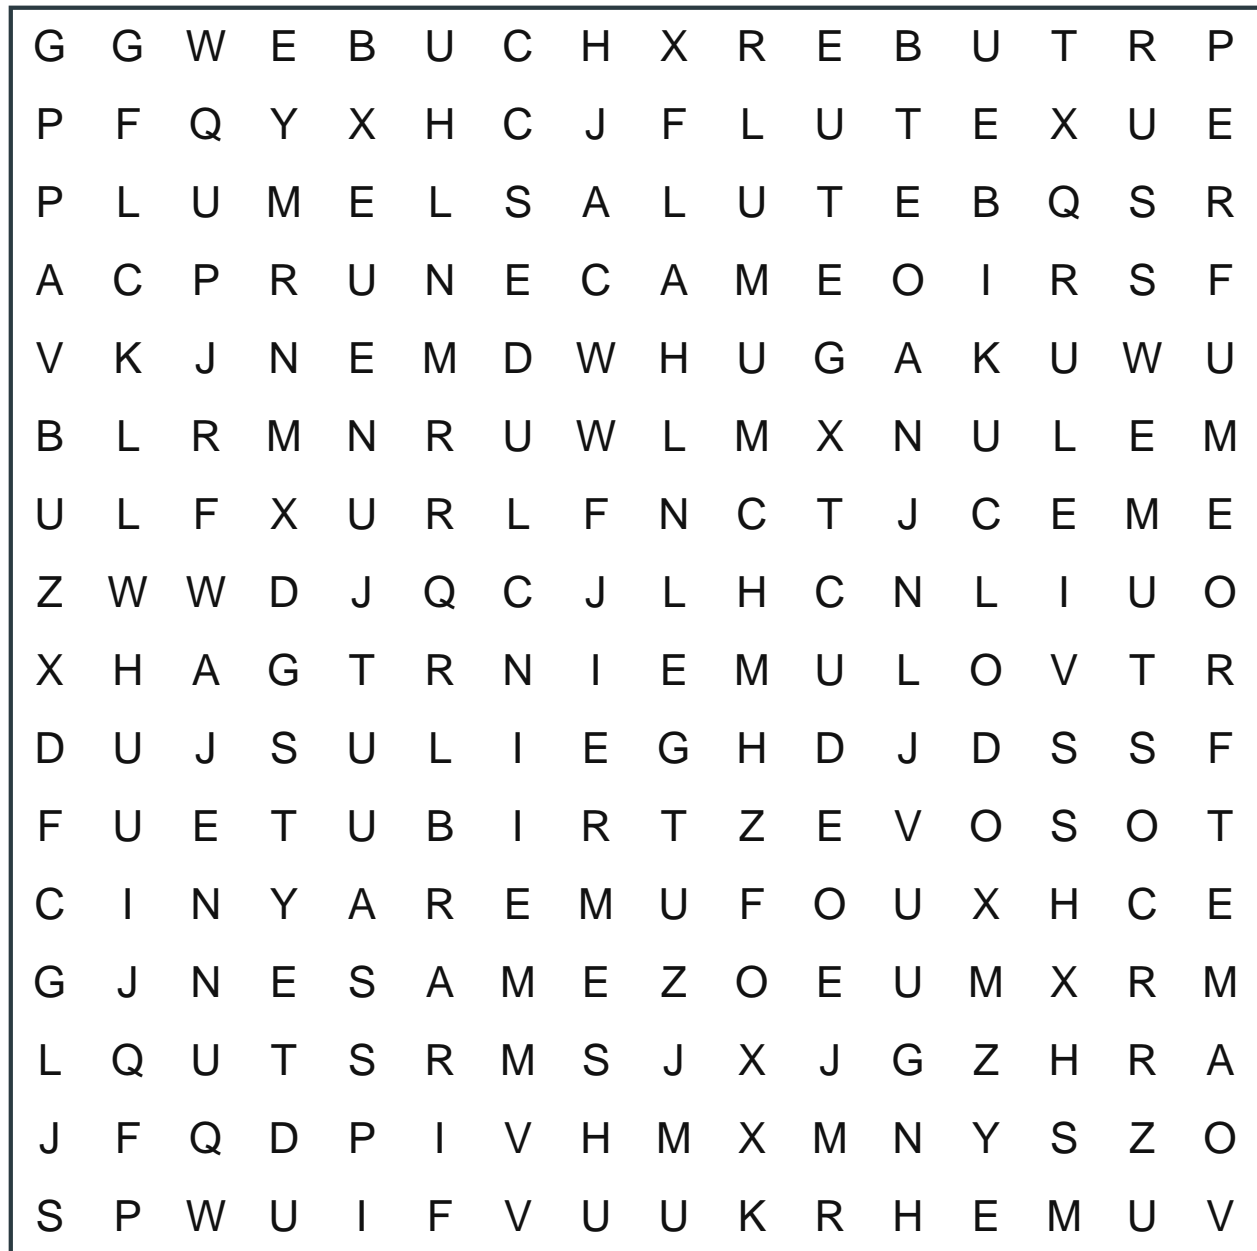 G G W E B U C H X R E B U T R P
P F Q Y X H C J F L U T E X U E
P L U M E L S A L U T E B Q S R
A C P R U N E C A M E O I R S F
V K J N E M D W H U G A K U W U
B L R M N R U W L M X N U L E M
U L F X U R L F N C T J C E M E
Z W W D J Q C J L H C N L I U O
X H A G T R N I E M U L O V T R
D U J S U L I E G H D J D S S F
F U E T U B I R T Z E V O S O T
C I N Y A R E M U F O U X H C E
G J N E S A M E Z O E U M X R M
L Q U T S R M S J X J G Z H R A
J F Q D P I V H M X M N Y S Z O
S P W U I F V U U K R H E M U V